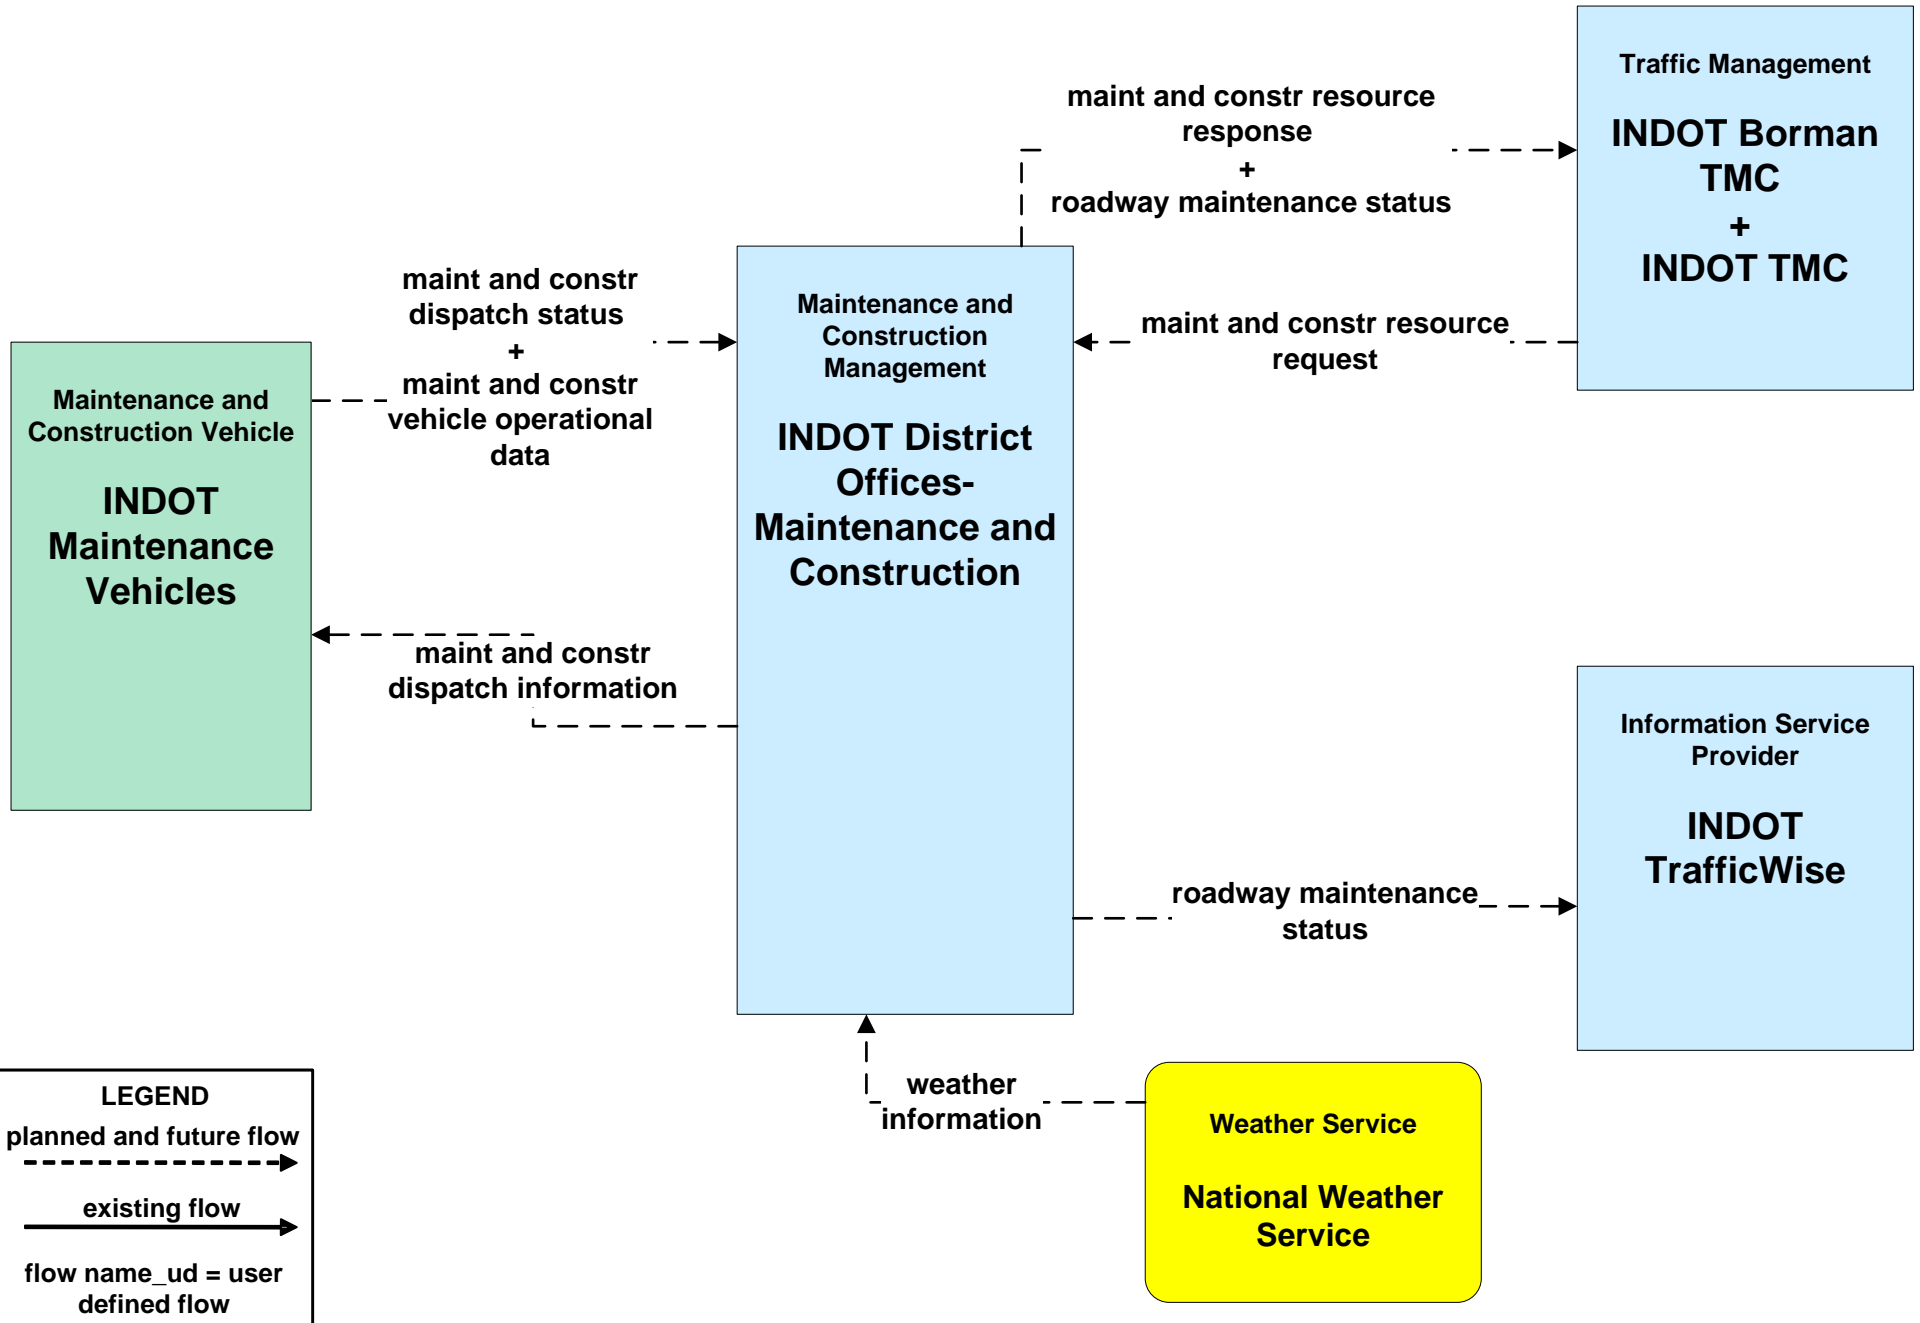 Traffic Management
INDOT Borman
TMC
+
INDOT TMC
maint and constr resource
response
+
roadway maintenance status
maint and constr resource
request
maint and constr
dispatch status
+
maint and constr
vehicle operational
data
Maintenance and
Construction
Management
INDOT District
Offices-
Maintenance and
Construction
Maintenance and
Construction Vehicle
INDOT
Maintenance
Vehicles
maint and constr
dispatch information
Information Service
Provider
INDOT
TrafficWise
roadway maintenance
status
weather
information
Weather Service
National Weather
Service
LEGEND
planned and future flow
existing flow
flow name_ud = user
defined flow